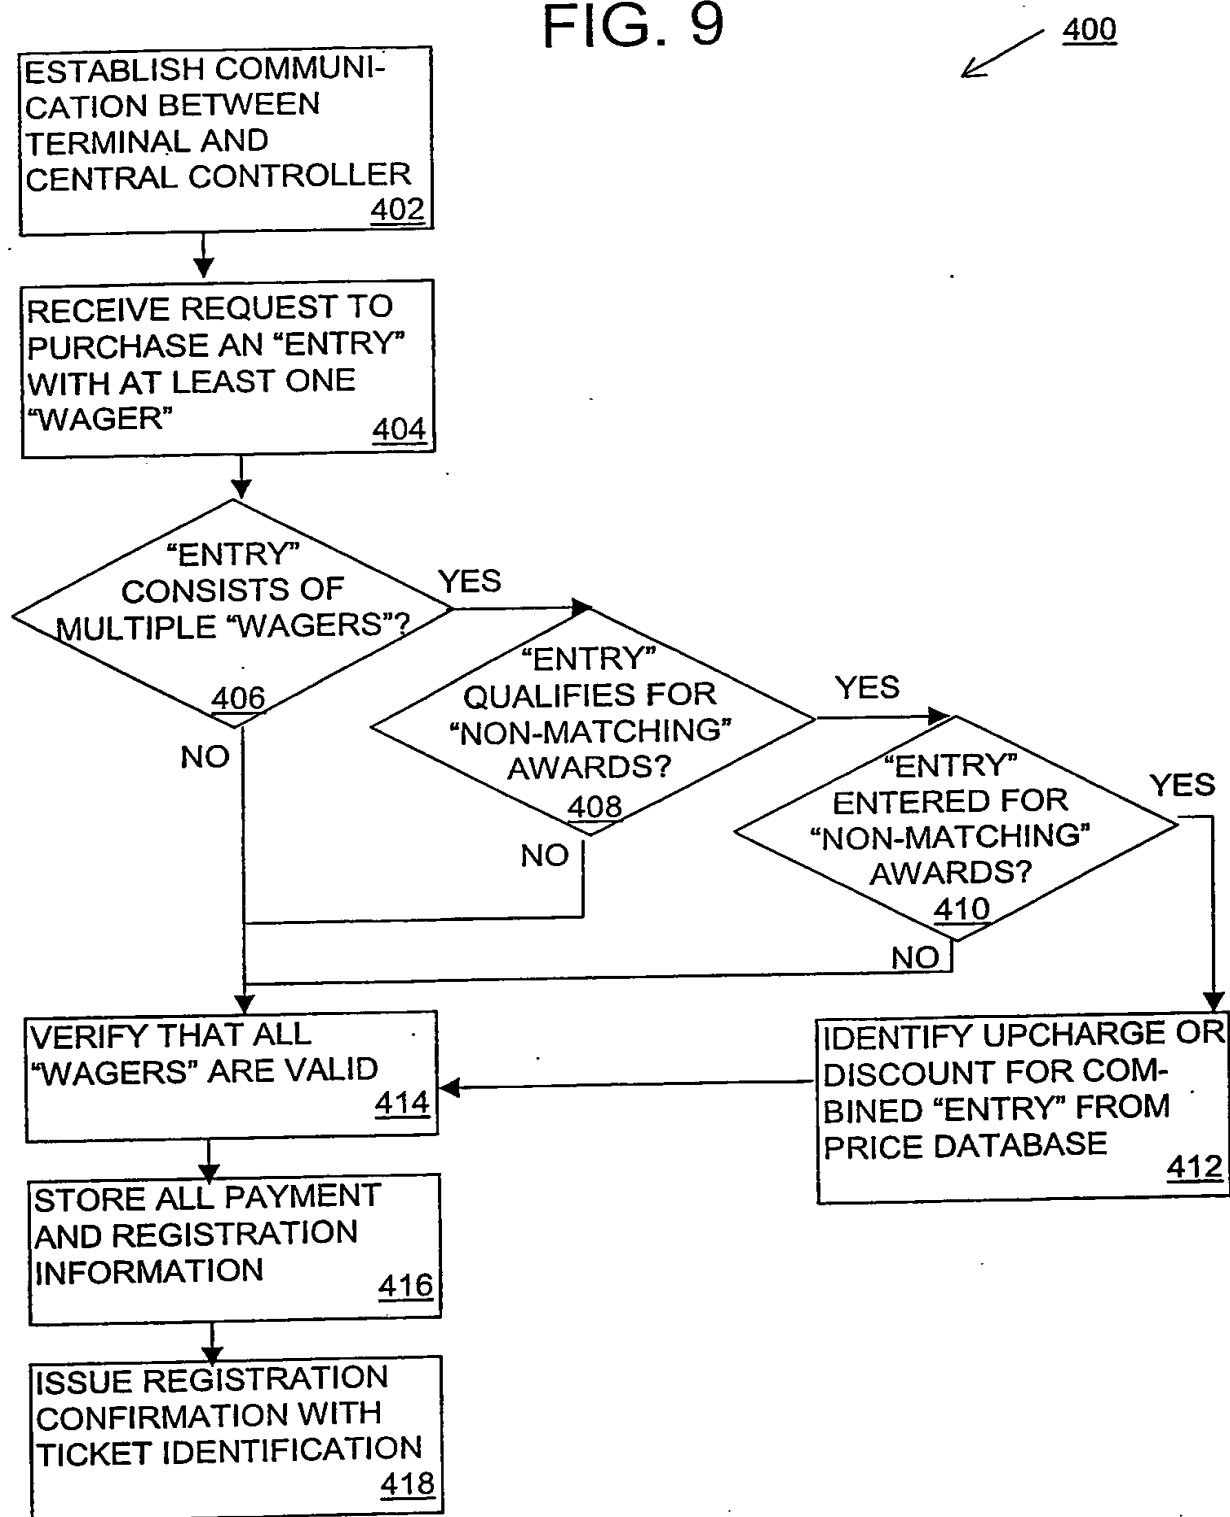 FIG. 9
400
ESTABLISH COMMUNI-
CATION BETWEEN
TERMINAL AND
CENTRAL CONTROLLER
402
RECEIVE REQUEST TO
PURCHASE AN “ENTRY”
WITH AT LEAST ONE
“WAGER”
404
“ENTRY”
CONSISTS OF
MULTIPLE “WAGERS”?
406
YES
NO
“ENTRY”
QUALIFIES FOR
“NON-MATCHING”
AWARDS?
408
YES
NO
“ENTRY”
ENTERED FOR
“NON-MATCHING”
AWARDS?
410
YES
NO
IDENTIFY UPCHARGE OR
DISCOUNT FOR COM-
BINED “ENTRY” FROM
PRICE DATABASE
412
VERIFY THAT ALL
“WAGERS” ARE VALID
414
STORE ALL PAYMENT
AND REGISTRATION
INFORMATION
416
ISSUE REGISTRATION
CONFIRMATION WITH
TICKET IDENTIFICATION
418